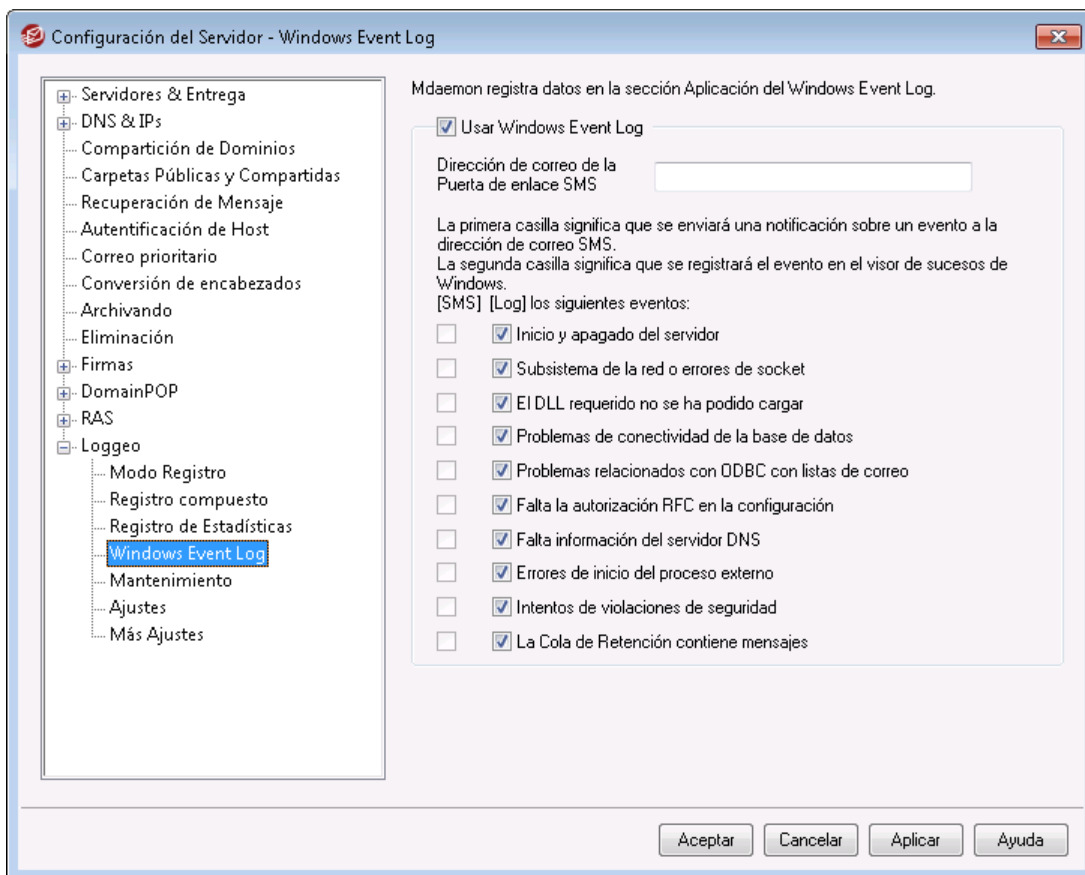 Configuración del Servidor - Windows Event Log
Servidores & Entrega
DNS & IPs
Compartición de Dominios
Carpetas Públicas y Compartidas
Recuperación de Mensaje
Autentificación de Host
Correo prioritario
Conversión de encabezados
Archivando
Eliminación
Firmas
DomainPOP
RAS
Loggeo
Modo Registro
Registro compuesto
Registro de Estadísticas
Windows Event Log
Mantenimiento
Ajustes
Más Ajustes
Mdaemon registra datos en la sección Aplicación del Windows Event Log.
Usar Windows Event Log
Dirección de correo de la
Puerta de enlace SMS
La primera casilla significa que se enviará una notificación sobre un evento a la
dirección de correo SMS.
La segunda casilla significa que se registrará el evento en el visor de sucesos de
Windows.
[SMS] [Log] los siguientes eventos:
Inicio y apagado del servidor
Subsistema de la red o errores de socket
El DLL requerido no se ha podido cargar
Problemas de conectividad de la base de datos
Problemas relacionados con ODBC con listas de correo
Falta la autorización RFC en la configuración
Falta información del servidor DNS
Errores de inicio del proceso externo
Intentos de violaciones de seguridad
La Cola de Retención contiene mensajes
Aceptar
Cancelar
Aplicar
Ayuda